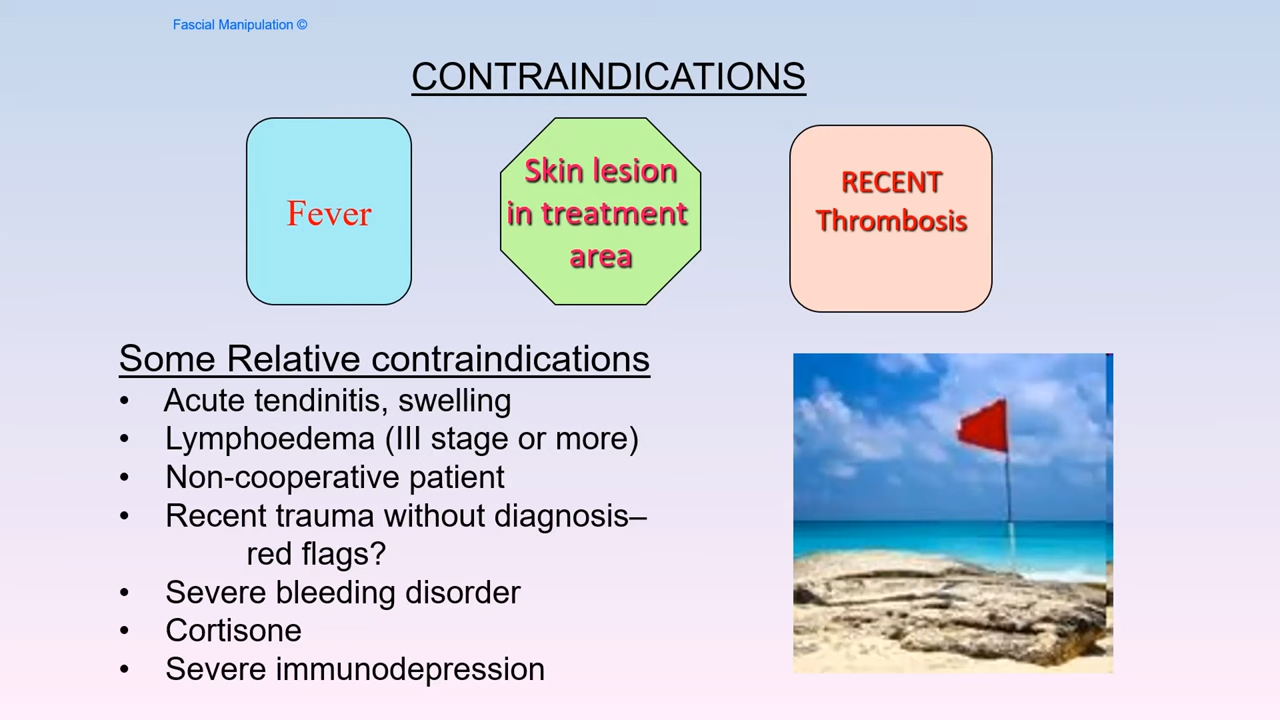 Fascial Manipulation ©
CONTRAINDICATIONS
Fever
Skin lesion
in treatment
area
RECENT
Thrombosis
Some Relative contraindications
• Acute tendinitis, swelling
• Lymphoedema (III stage or more)
• Non-cooperative patient
• Recent trauma without diagnosis–
red flags?
• Severe bleeding disorder
• Cortisone
• Severe immunodepression